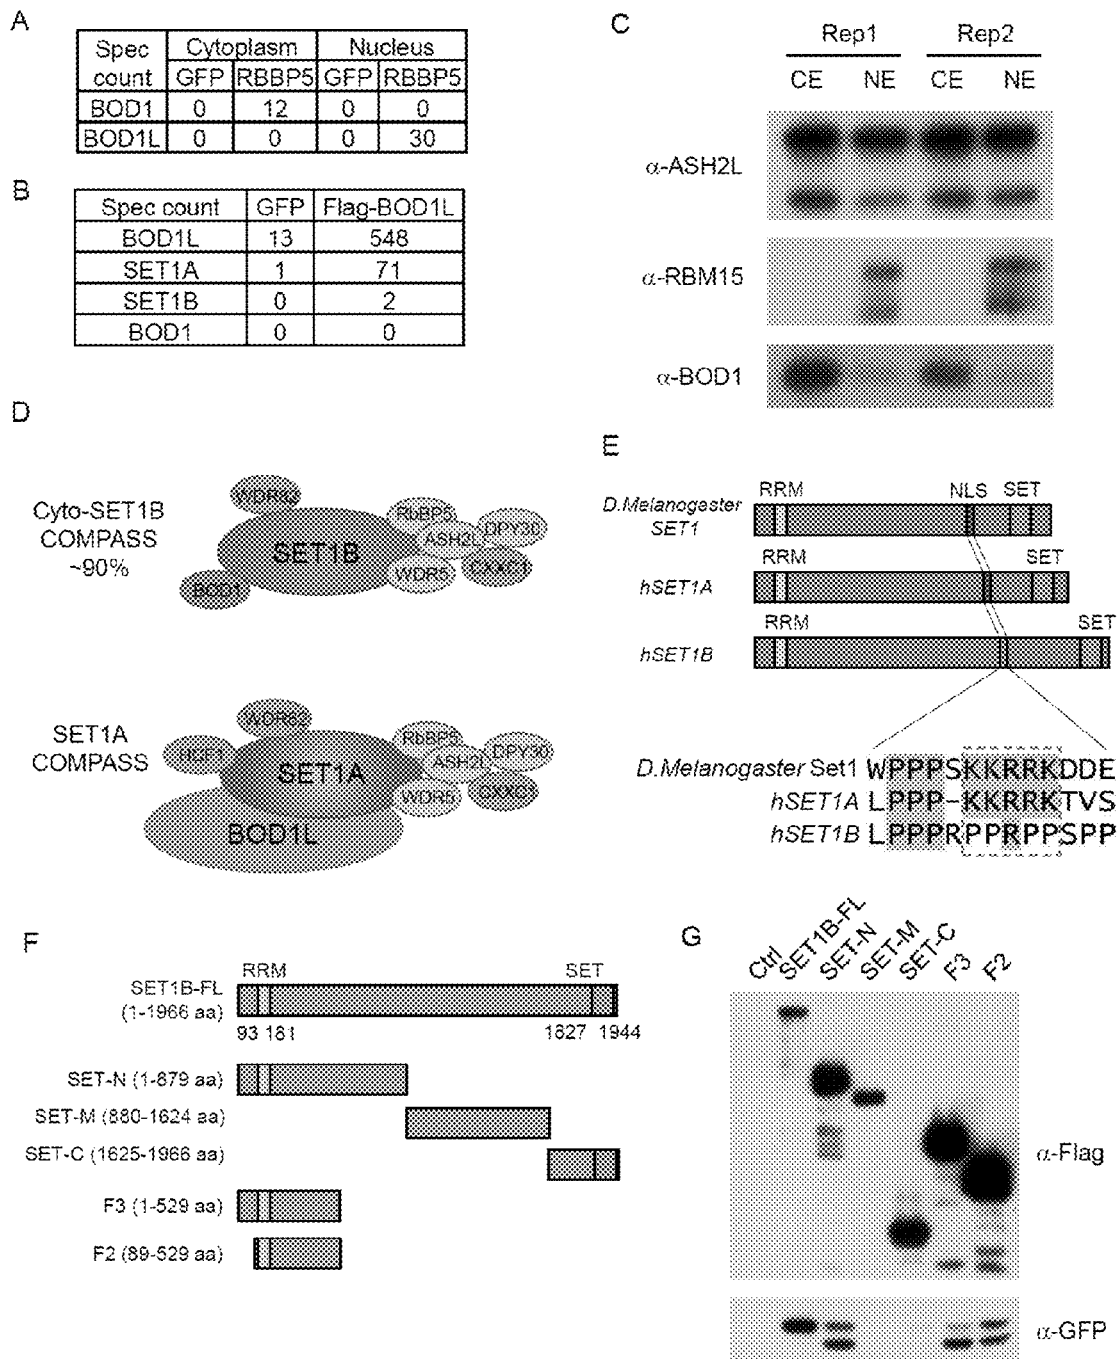 A
Spec count Cytoplasm Nucleus
GFP RBBP5 GFP RBBP5
BOD1 0 12 0 0
BOD1L 0 0 0 30
B
Spec count GFP Flag-BOD1L
BOD1L 13 548
SET1A 1 71
SET1B 0 2
BOD1 0 0
C
Rep1 Rep2
CE NE CE NE
α-ASH2L
α-RBM15
α-BOD1
D
Cyto-SET1B
COMPASS
~90%
WDR82
SET1B
BOD1
RbBP5
ASH2L
DPY30
WDR5
CXXC1
SET1A
COMPASS
WDR82
HCF1
SET1A
BOD1L
RbBP5
ASH2L
DPY30
WDR5
CXXC1
E
D.Melanogaster
SET1
RRM NLS SET
hSET1A
RRM SET
hSET1B
RRM SET
D.Melanogaster Set1 WPPPSKKRRKDDE
hSET1A LPPP-KKRRKTVS
hSET1B LPPPRPPRPPSPP
F
RRM SET
SET1B-FL
(1-1966 aa)
93 181 1827 1944
SET-N (1-879 aa)
SET-M (880-1624 aa)
SET-C (1625-1966 aa)
F3 (1-529 aa)
F2 (89-529 aa)
G
Ctrl SET1B-FL SET-N SET-M SET-C F3 F2
α-Flag
α-GFP